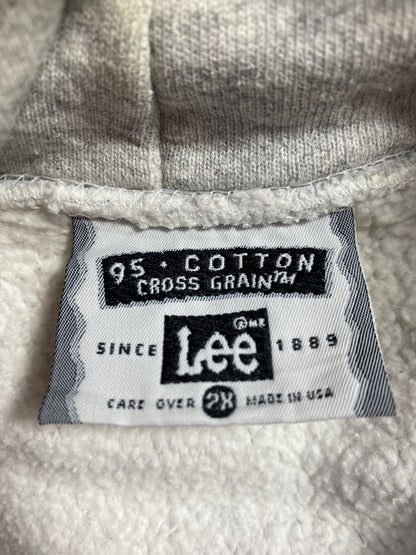 95 · COTTON
CROSS GRAIN™
® MR
SINCE Lee 1889
CARE OVER 2X MADE IN USA